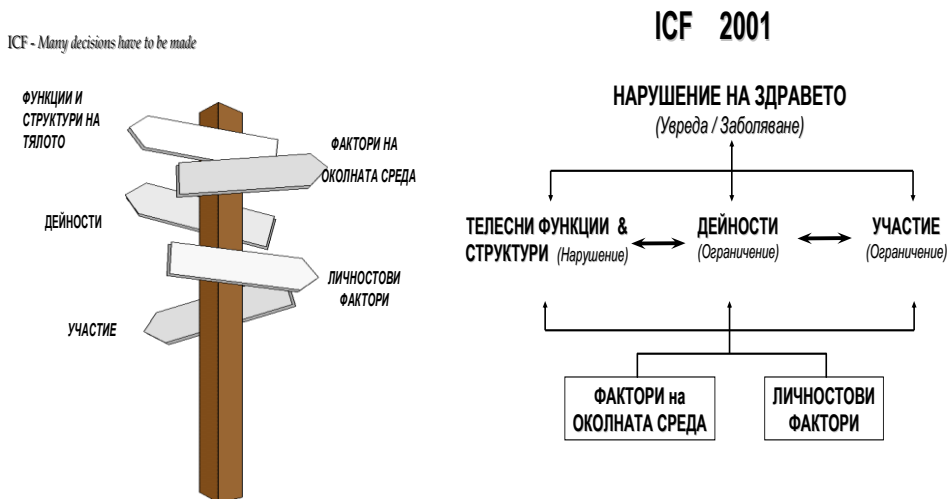 ICF - Many decisions have to be made
ФУНКЦИИ И
СТРУКТУРИ НА
ТЯЛОТО
ФАКТОРИ НА
ОКОЛНАТА СРЕДА
ДЕЙНОСТИ
ЛИЧНОСТОВИ
ФАКТОРИ
УЧАСТИЕ
ICF 2001
НАРУШЕНИЕ НА ЗДРАВЕТО
(Увреда / Заболяване)
ТЕЛЕСНИ ФУНКЦИИ &
СТРУКТУРИ (Нарушение)
ДЕЙНОСТИ
(Ограничение)
УЧАСТИЕ
(Ограничение)
ФАКТОРИ на
ОКОЛНАТА СРЕДА
ЛИЧНОСТОВИ
ФАКТОРИ